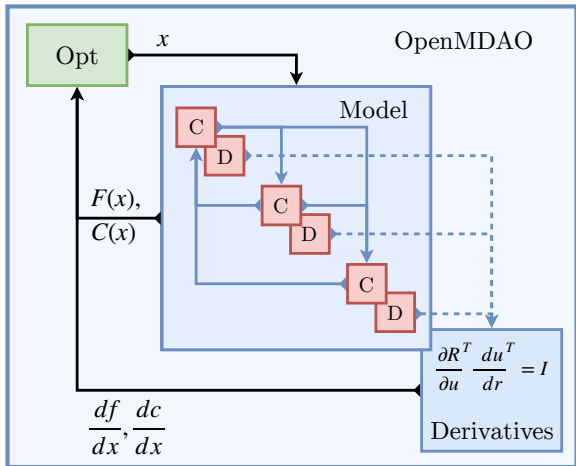 OpenMDAO
Opt
x
Model
C
D
C
D
C
D
F(x),
C(x)
∂R^T/∂u du^T/dr = I
Derivatives
df/dx, dc/dx